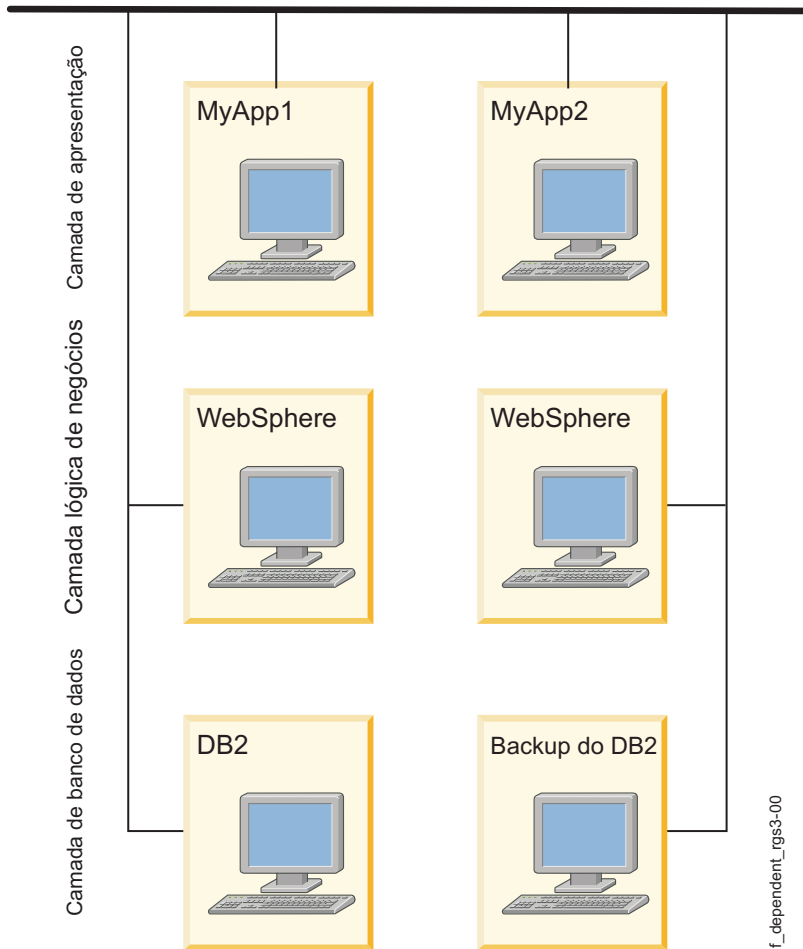 Camada de apresentação
MyApp1
MyApp2
Camada lógica de negócios
WebSphere
WebSphere
Camada de banco de dados
DB2
Backup do DB2
f_dependent_rgs3-00